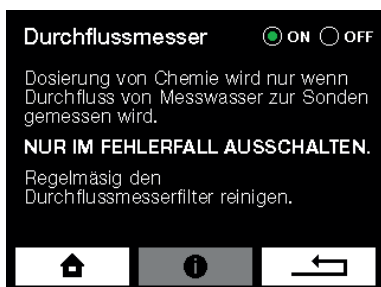 Durchflussmesser ON OFF
Dosierung von Chemie wird nur wenn
Durchfluss von Messwasser zur Sonden
gemessen wird.
NUR IM FEHLERFALL AUSSCHALTEN.
Regelmäsig den
Durchflussmesserfilter reinigen.
i